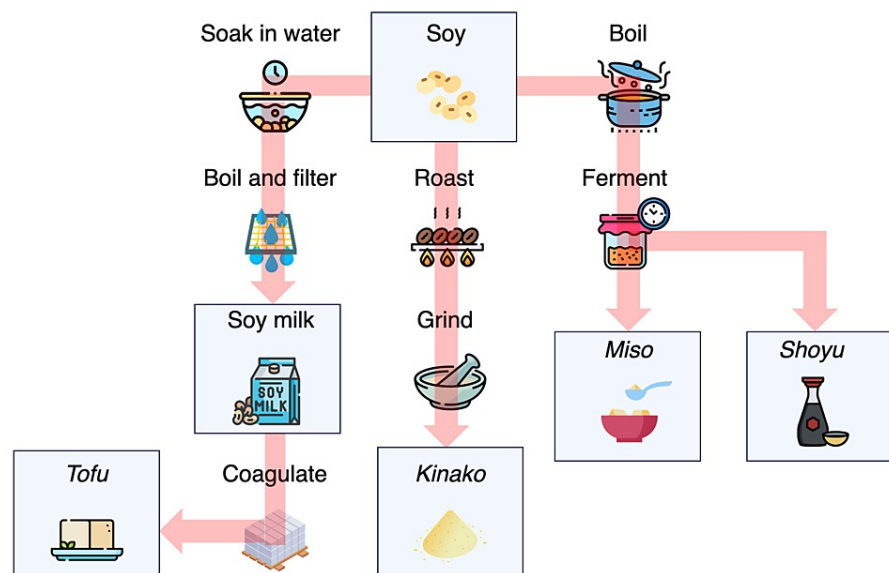 Soak in water
Soy
Boil
Boil and filter
Roast
Ferment
Soy milk
SOY
MILK
Grind
Miso
Shoyu
Tofu
Coagulate
Kinako